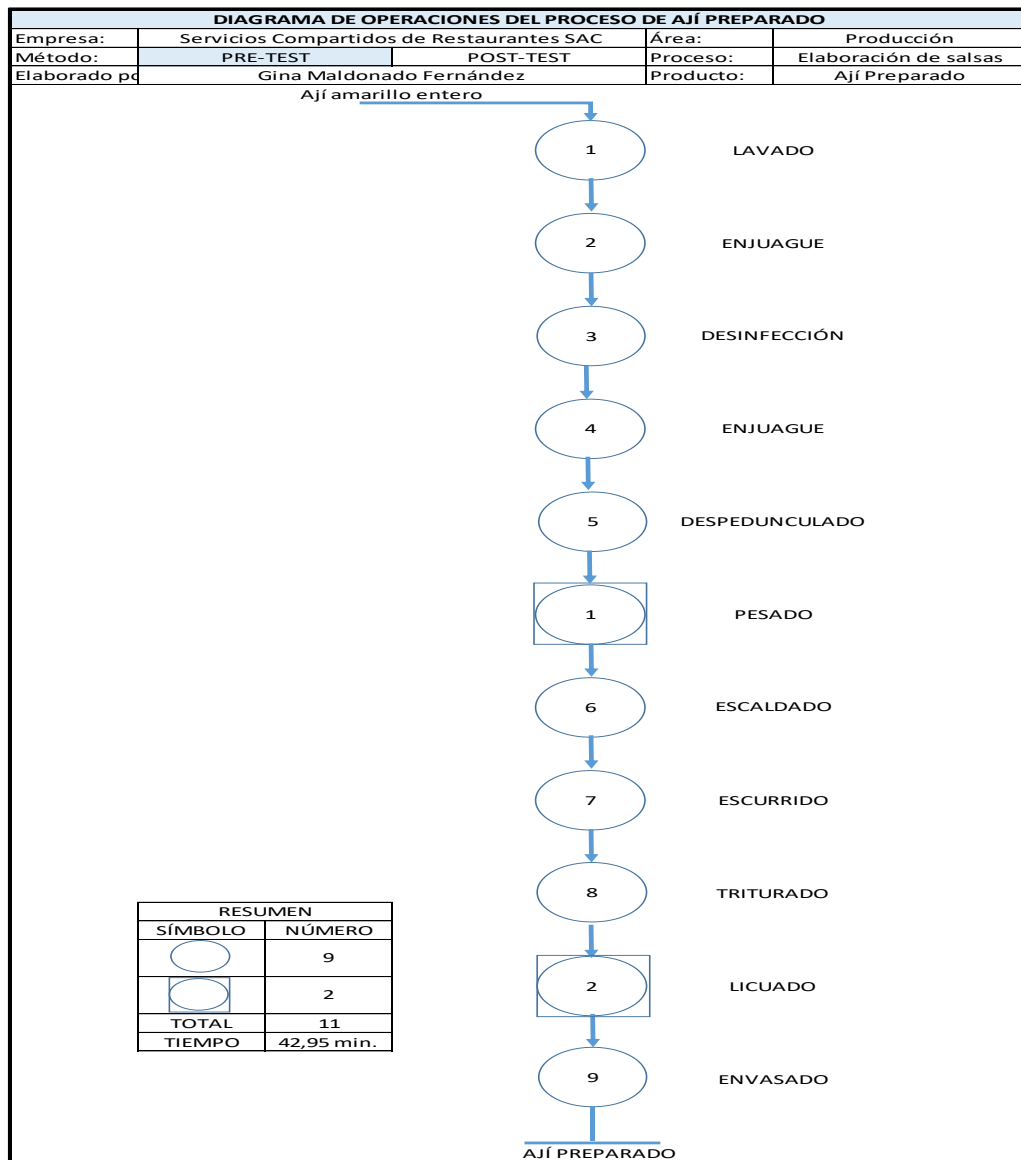 DIAGRAMA DE OPERACIONES DEL PROCESO DE AJÍ PREPARADO
Empresa: Servicios Compartidos de Restaurantes SAC Área: Producción
Método: PRE-TEST POST-TEST Proceso: Elaboración de salsas
Elaborado po Gina Maldonado Fernández Producto: Ají Preparado
Ají amarillo entero
1 LAVADO
2 ENJUAGUE
3 DESINFECCIÓN
4 ENJUAGUE
5 DESPEDUNCULADO
1 PESADO
6 ESCALDADO
7 ESCURRIDO
8 TRITURADO
2 LICUADO
9 ENVASADO
AJÍ PREPARADO
RESUMEN
SÍMBOLO NÚMERO
9
2
TOTAL 11
TIEMPO 42,95 min.